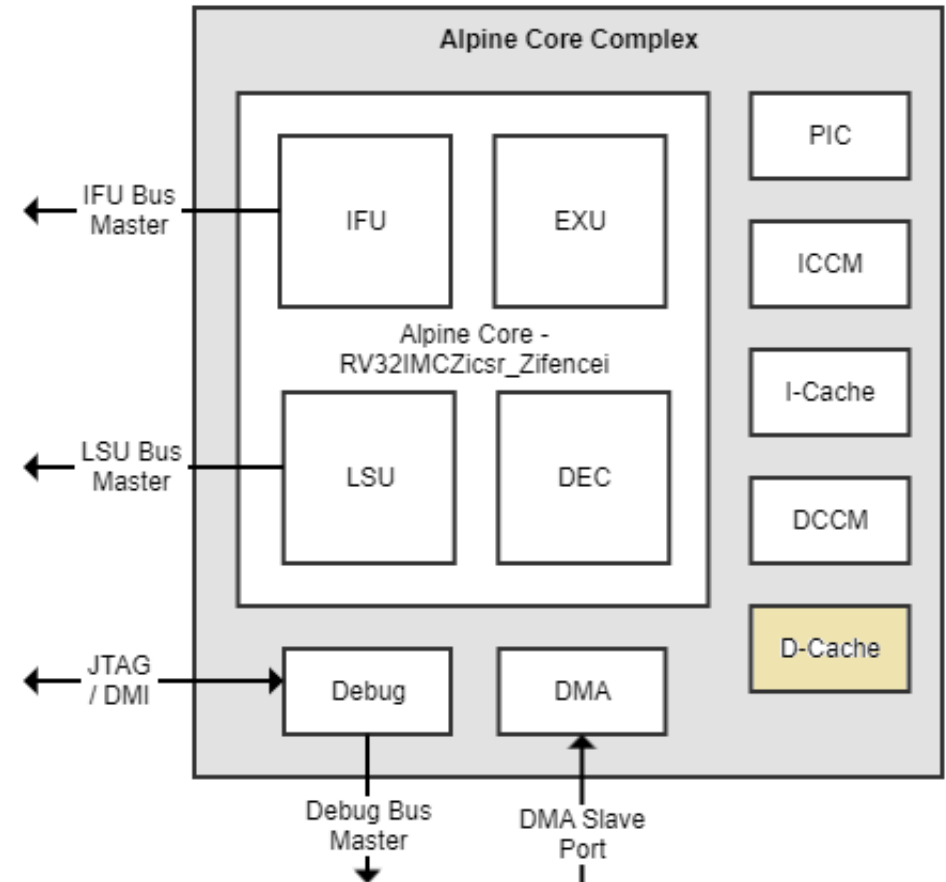 Alpine Core Complex
PIC
IFU Bus
Master
IFU
EXU
ICCM
Alpine Core -
RV32IMCZicsr_Zifencei
I-Cache
LSU Bus
Master
LSU
DEC
DCCM
D-Cache
JTAG
/ DMI
Debug
DMA
Debug Bus
Master
DMA Slave
Port